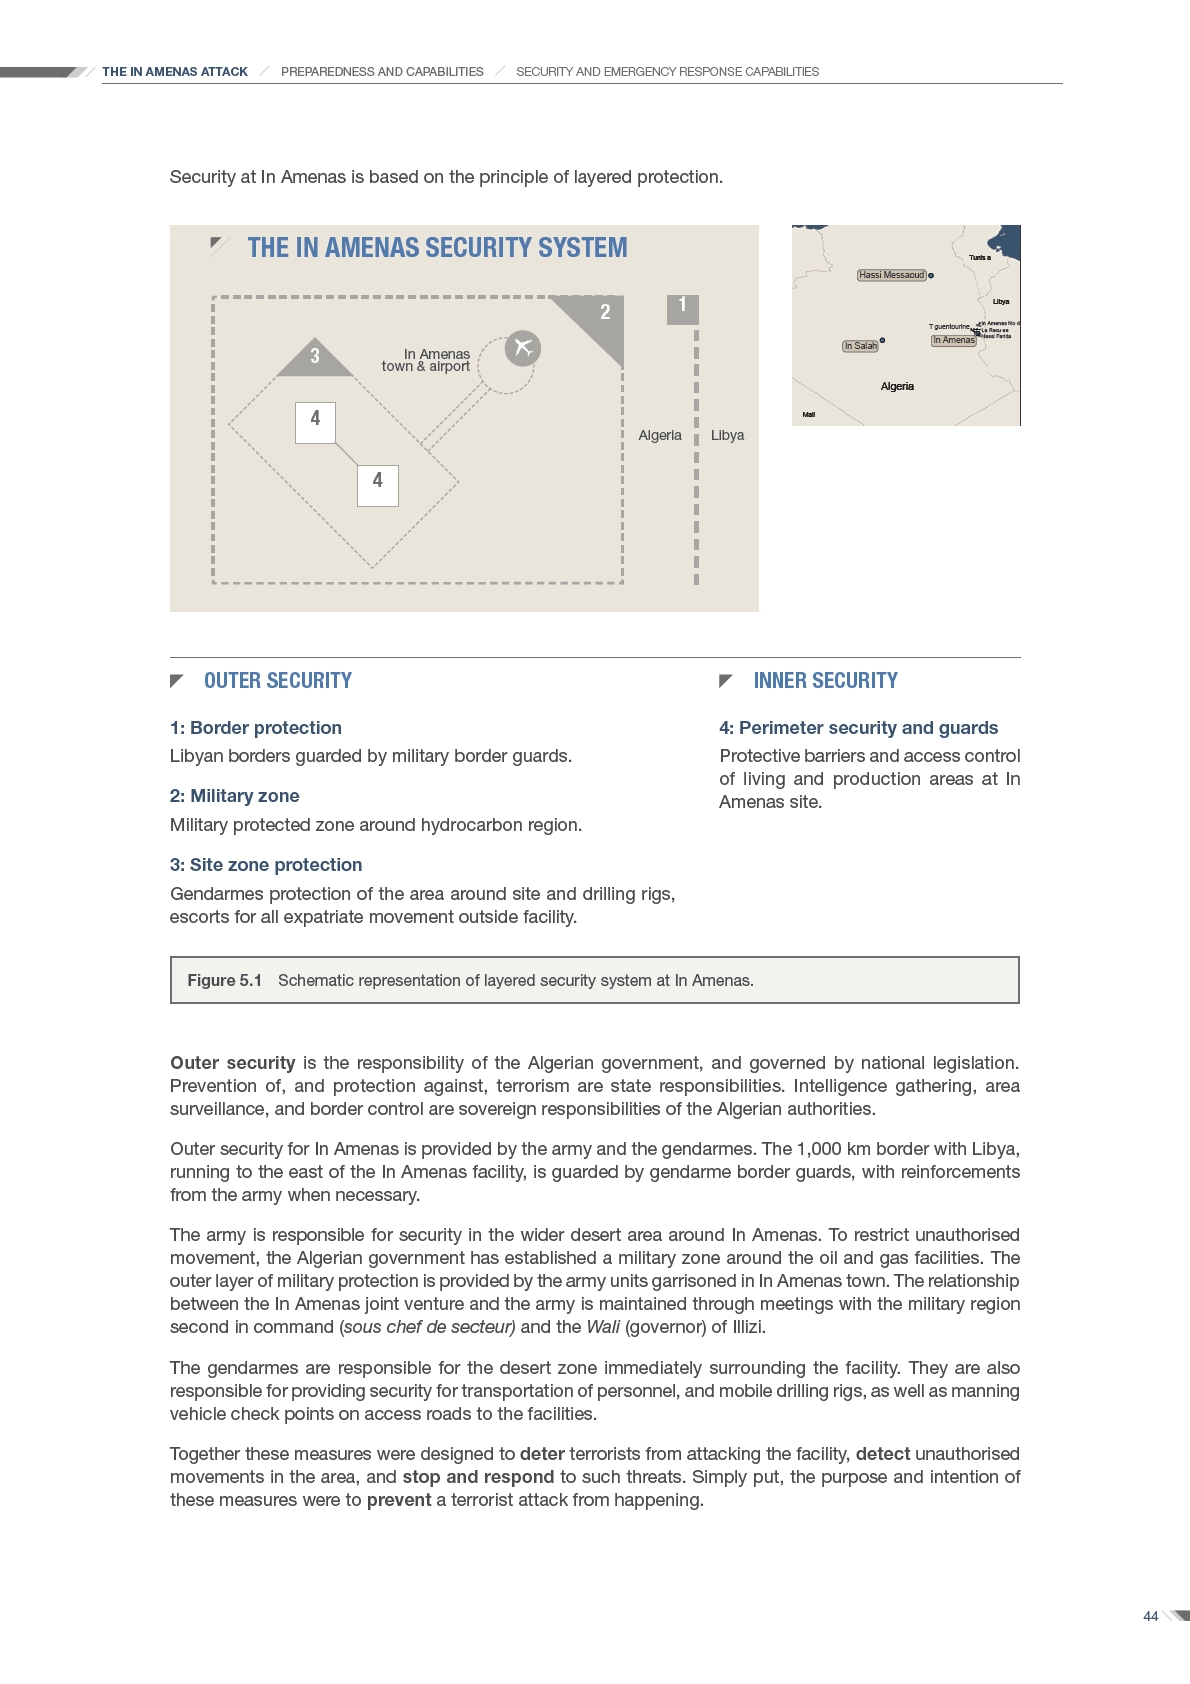 THE IN AMENAS ATTACK / PREPAREDNESS AND CAPABILITIES / SECURITY AND EMERGENCY RESPONSE CAPABILITIES
Security at In Amenas is based on the principle of layered protection.
THE IN AMENAS SECURITY SYSTEM
1
2
3
In Amenas
town & airport
4
4
Algeria
Libya
Tunis a
Hassi Messaoud
Libya
T guentourine
In Amenas No d
La Reou ee
Hassi Farida
In Salah
In Amenas
Algeria
Mali
OUTER SECURITY
1: Border protection
Libyan borders guarded by military border guards.
2: Military zone
Military protected zone around hydrocarbon region.
3: Site zone protection
Gendarmes protection of the area around site and drilling rigs,
escorts for all expatriate movement outside facility.
INNER SECURITY
4: Perimeter security and guards
Protective barriers and access control
of living and production areas at In
Amenas site.
Figure 5.1 Schematic representation of layered security system at In Amenas.
Outer security is the responsibility of the Algerian government, and governed by national legislation.
Prevention of, and protection against, terrorism are state responsibilities. Intelligence gathering, area
surveillance, and border control are sovereign responsibilities of the Algerian authorities.
Outer security for In Amenas is provided by the army and the gendarmes. The 1,000 km border with Libya,
running to the east of the In Amenas facility, is guarded by gendarme border guards, with reinforcements
from the army when necessary.
The army is responsible for security in the wider desert area around In Amenas. To restrict unauthorised
movement, the Algerian government has established a military zone around the oil and gas facilities. The
outer layer of military protection is provided by the army units garrisoned in In Amenas town. The relationship
between the In Amenas joint venture and the army is maintained through meetings with the military region
second in command (sous chef de secteur) and the Wali (governor) of Illizi.
The gendarmes are responsible for the desert zone immediately surrounding the facility. They are also
responsible for providing security for transportation of personnel, and mobile drilling rigs, as well as manning
vehicle check points on access roads to the facilities.
Together these measures were designed to deter terrorists from attacking the facility, detect unauthorised
movements in the area, and stop and respond to such threats. Simply put, the purpose and intention of
these measures were to prevent a terrorist attack from happening.
44